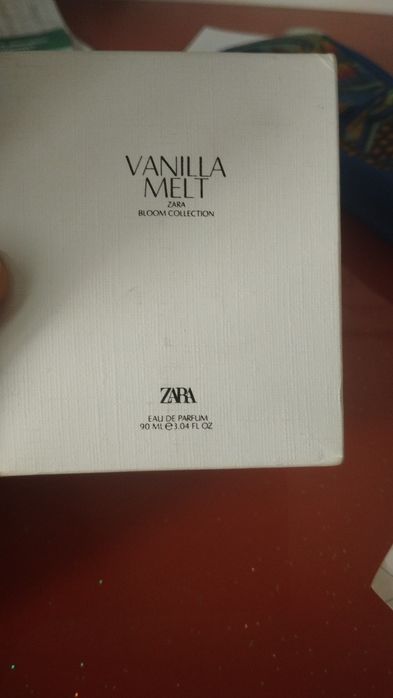 VANILLA
MELT
ZARA
BLOOM COLLECTION
ZARA
EAU DE PARFUM
90 ML ℮ 3.04 FL OZ